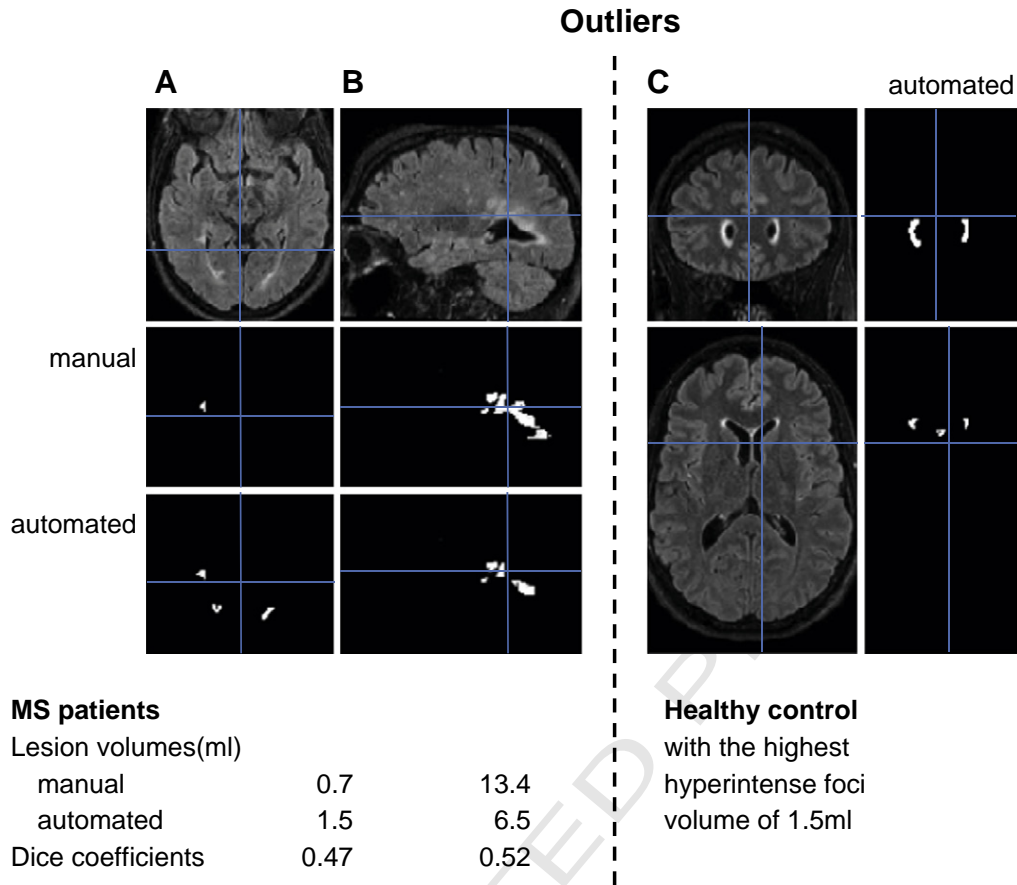 Outliers
A B C
automated
manual
automated
MS patients
Lesion volumes(ml)
manual 0.7 13.4
automated 1.5 6.5
Dice coefficients 0.47 0.52
Healthy control
with the highest
hyperintense foci
volume of 1.5ml